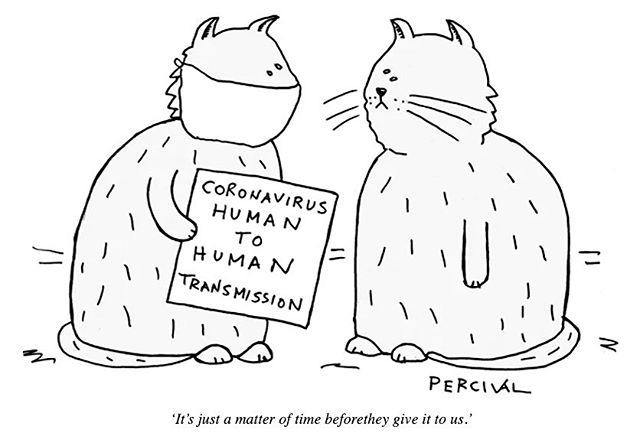 CORONAVIRUS
HUMAN
TO
HUMAN
TRANSMISSION
PERCIVAL
‘It’s just a matter of time beforethey give it to us.’